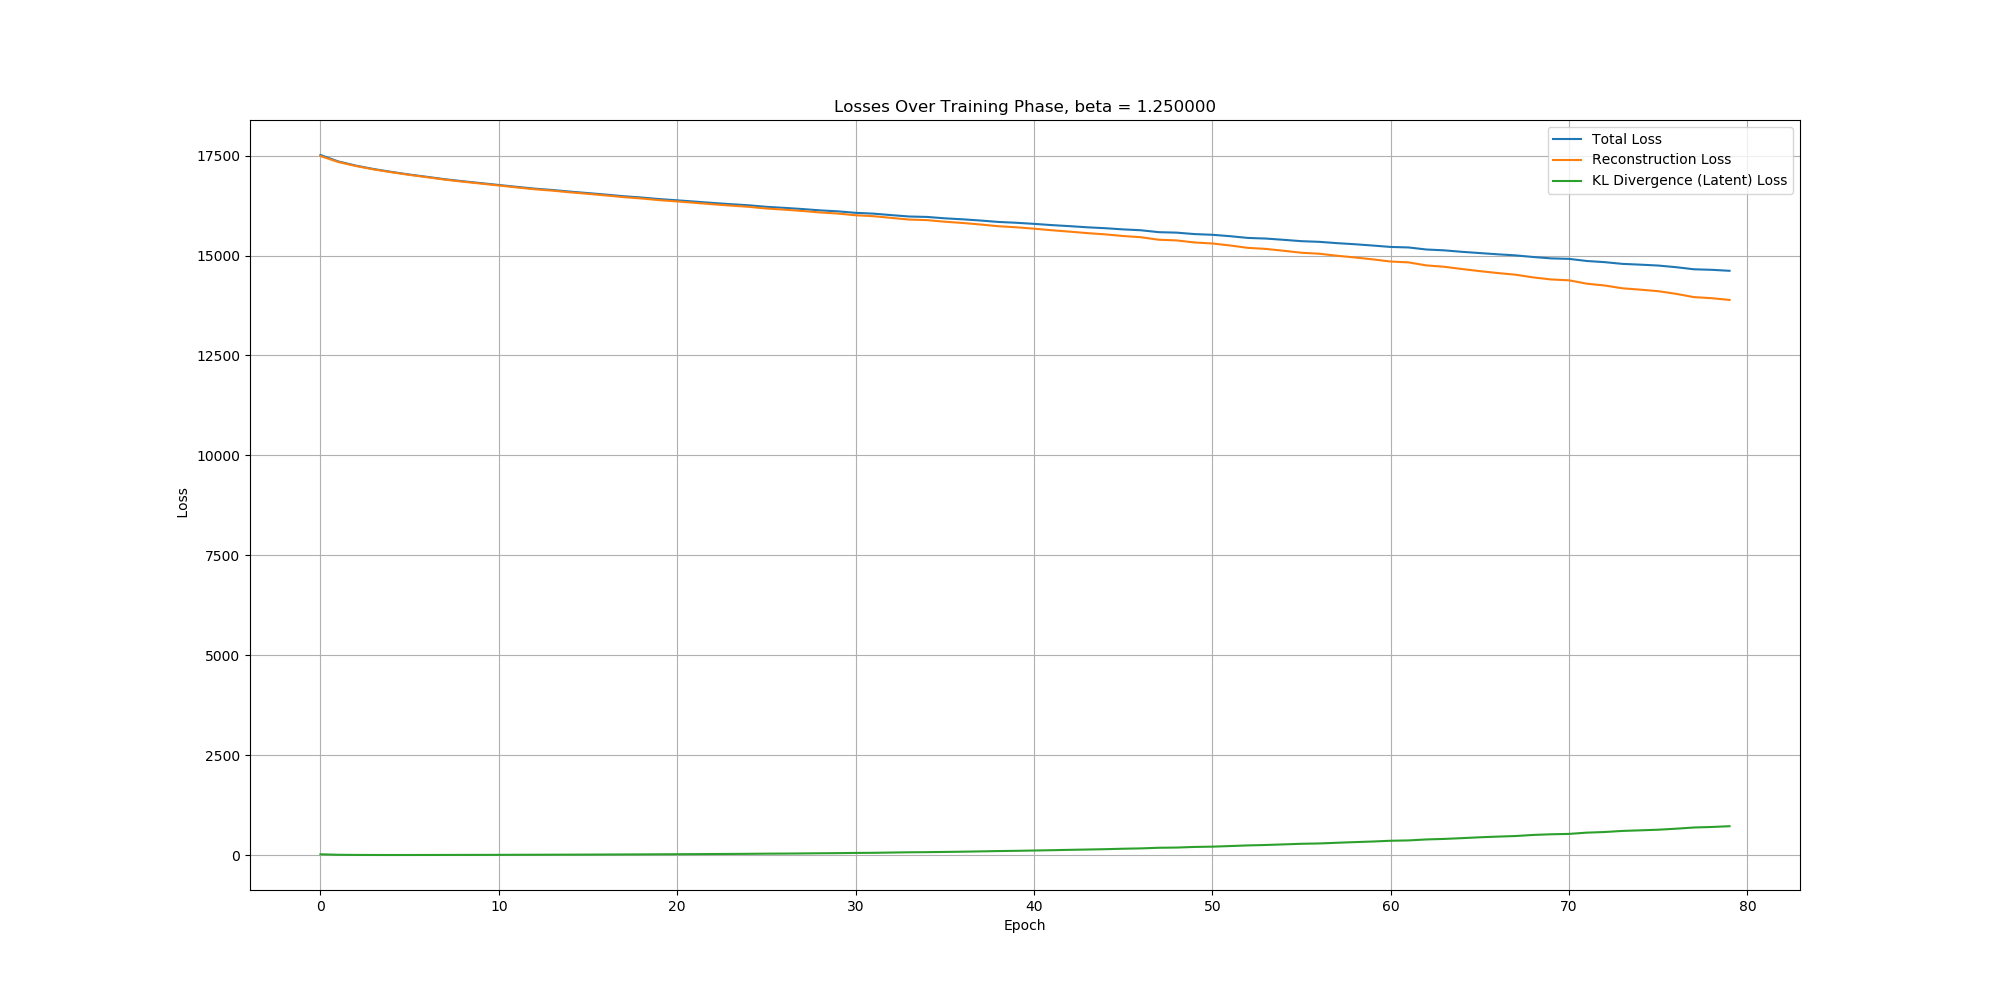 Losses Over Training Phase, beta = 1.250000
Total Loss
Reconstruction Loss
KL Divergence (Latent) Loss
17500
15000
12500
10000
7500
5000
2500
0
Loss
0 10 20 30 40 50 60 70 80
Epoch